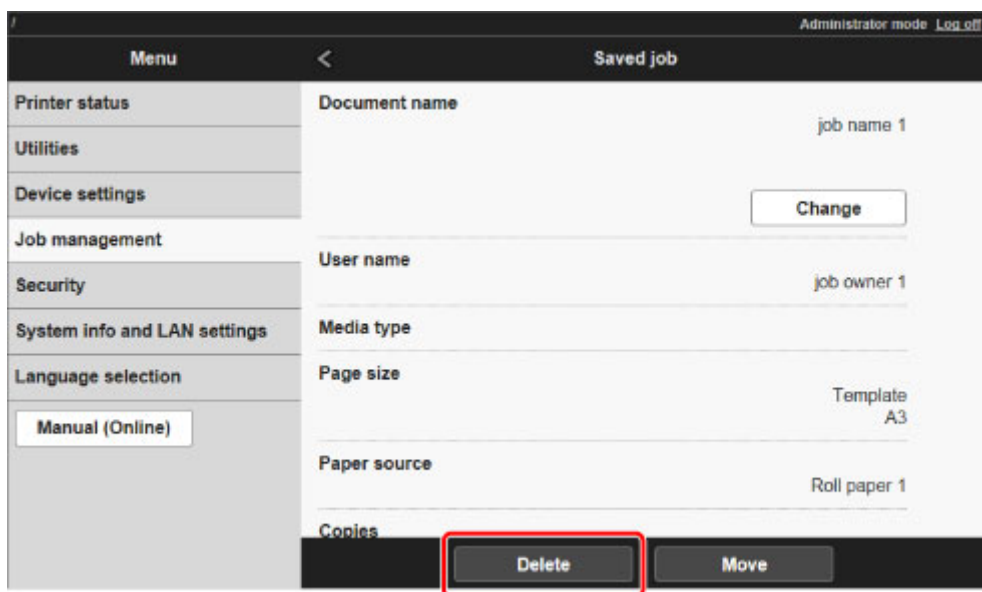 /
Administrator mode Log off
Menu
< Saved job
Printer status
Utilities
Device settings
Job management
Security
System info and LAN settings
Language selection
Manual (Online)
Document name
job name 1
Change
User name
job owner 1
Media type
Page size
Template
A3
Paper source
Roll paper 1
Copies
Delete
Move